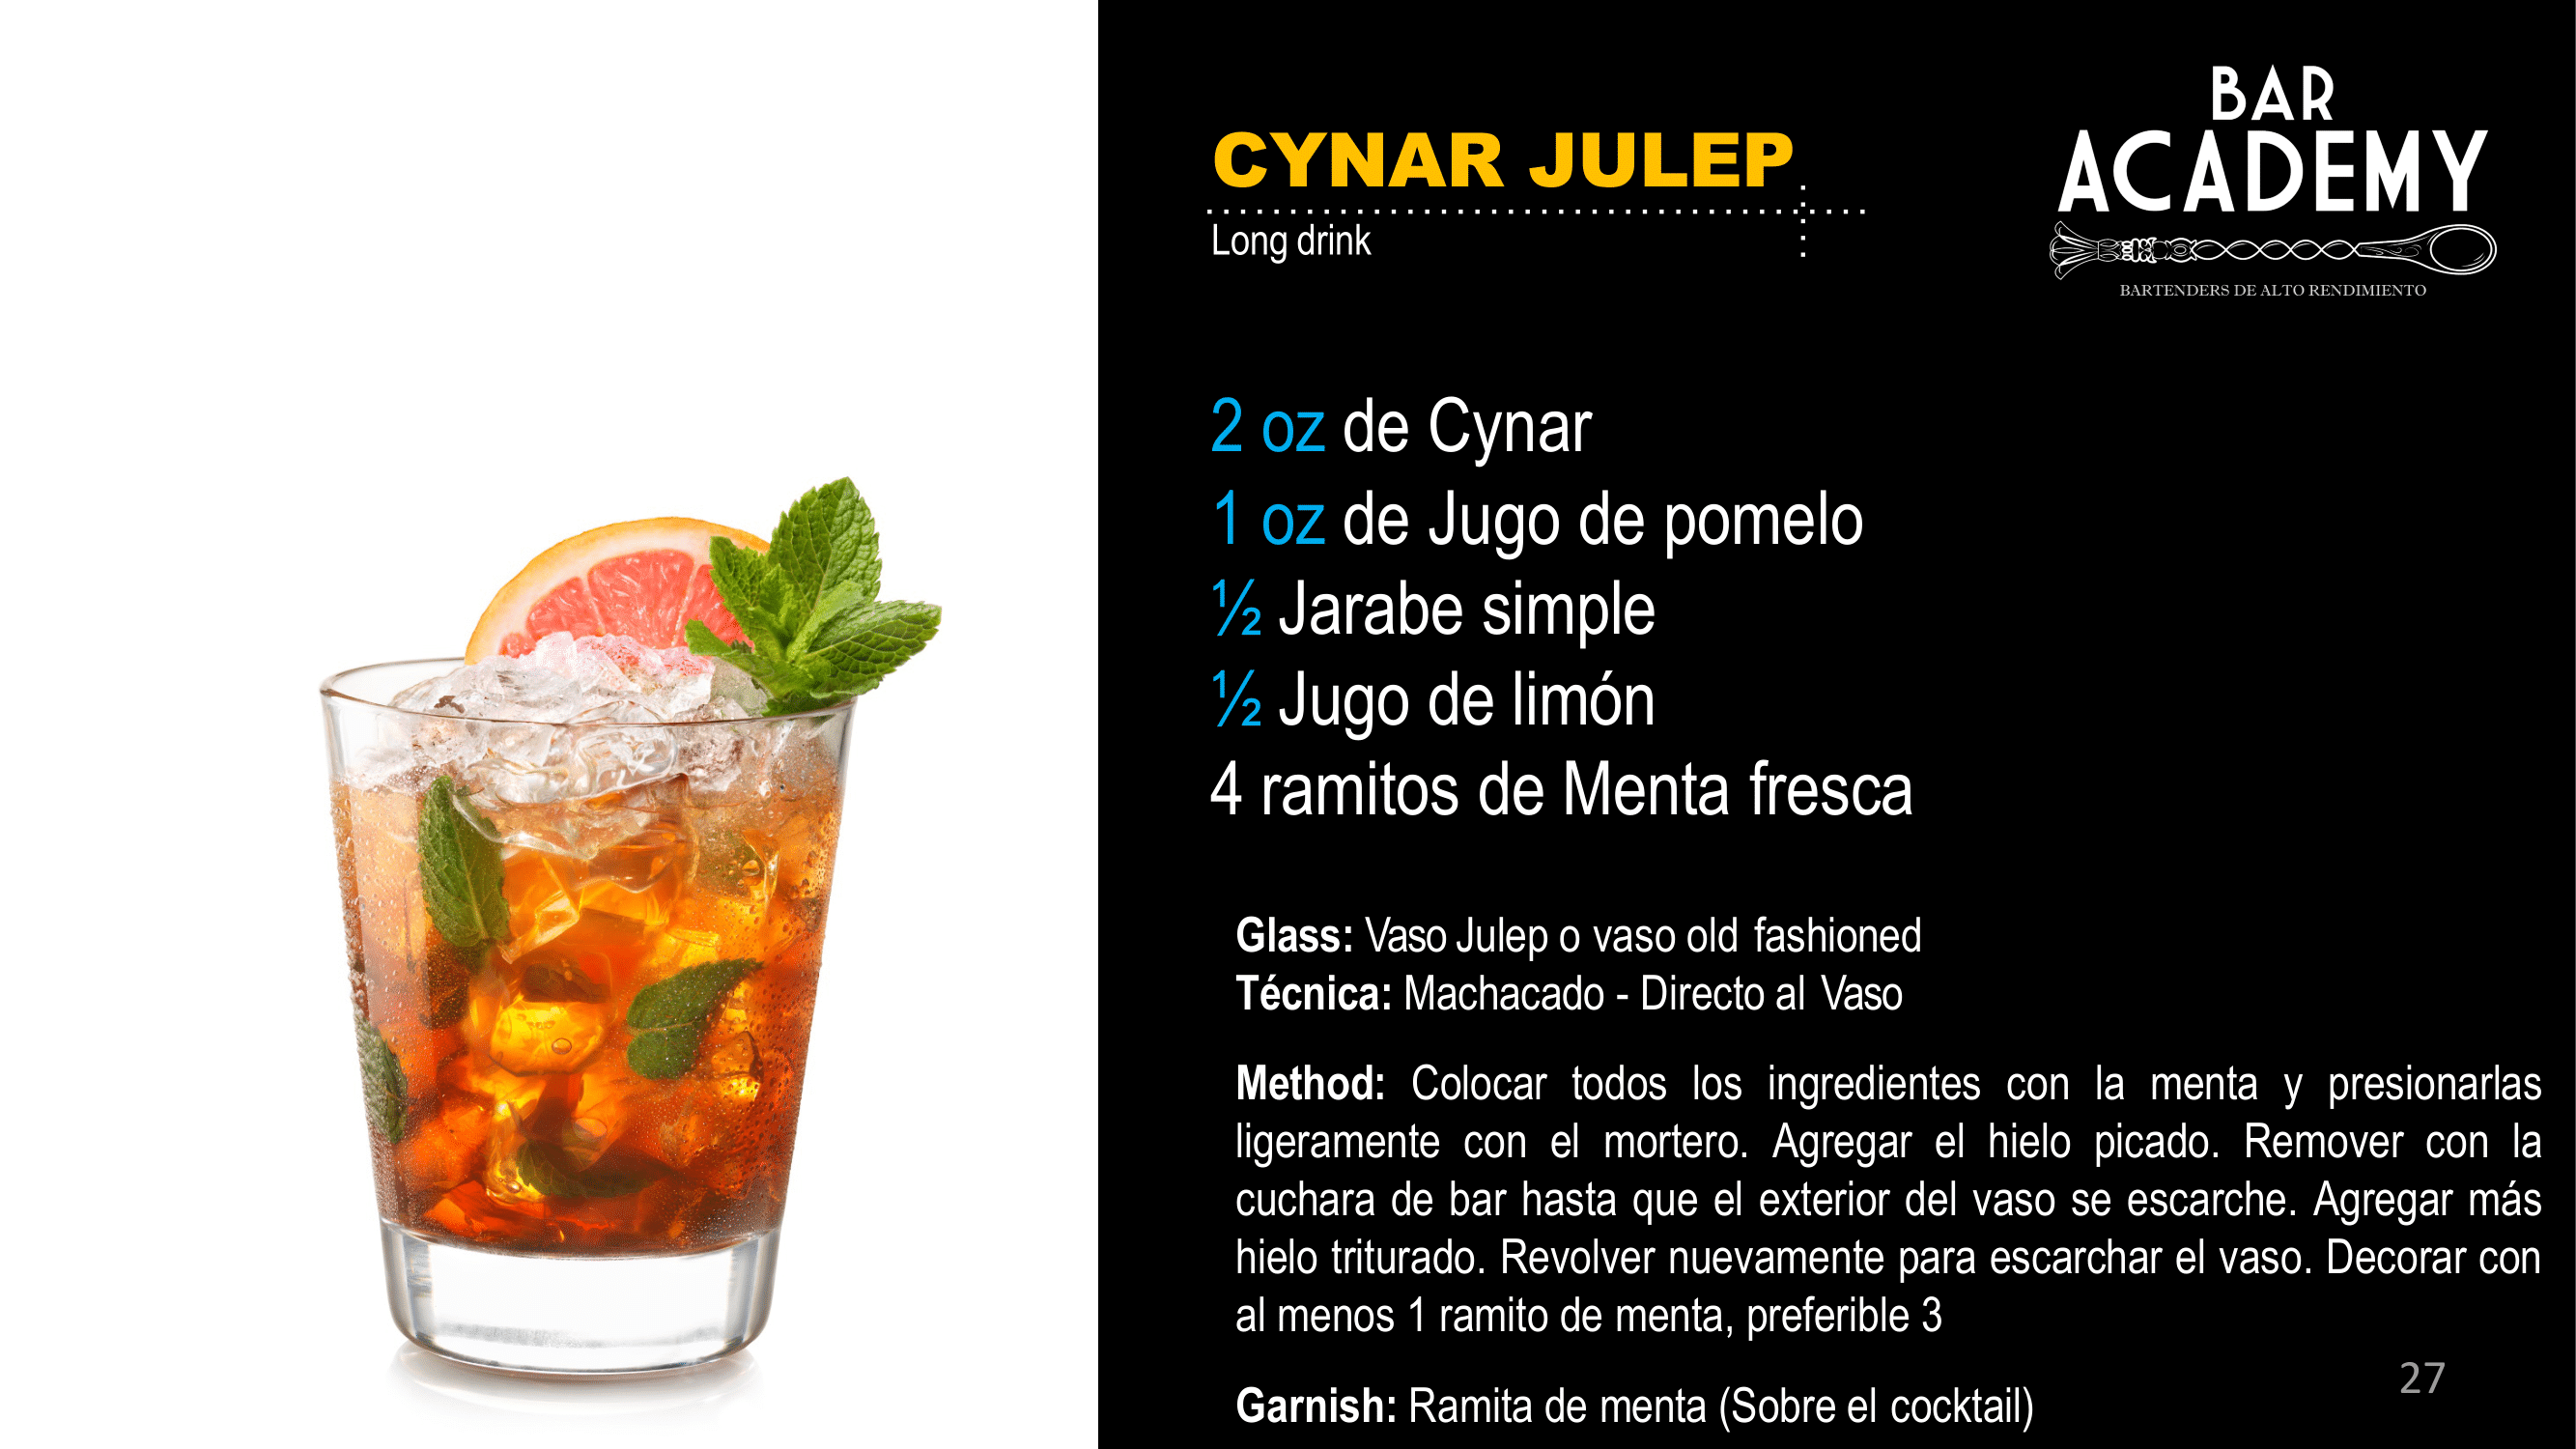 BAR
ACADEMY
BARTENDERS DE ALTO RENDIMIENTO
CYNAR JULEP
Long drink
2 oz de Cynar
1 oz de Jugo de pomelo
½ Jarabe simple
½ Jugo de limón
4 ramitos de Menta fresca
Glass: Vaso Julep o vaso old fashioned
Técnica: Machacado - Directo al Vaso
Method: Colocar todos los ingredientes con la menta y presionarlas
ligeramente con el mortero. Agregar el hielo picado. Remover con la
cuchara de bar hasta que el exterior del vaso se escarche. Agregar más
hielo triturado. Revolver nuevamente para escarchar el vaso. Decorar con
al menos 1 ramito de menta, preferible 3
Garnish: Ramita de menta (Sobre el cocktail)
27